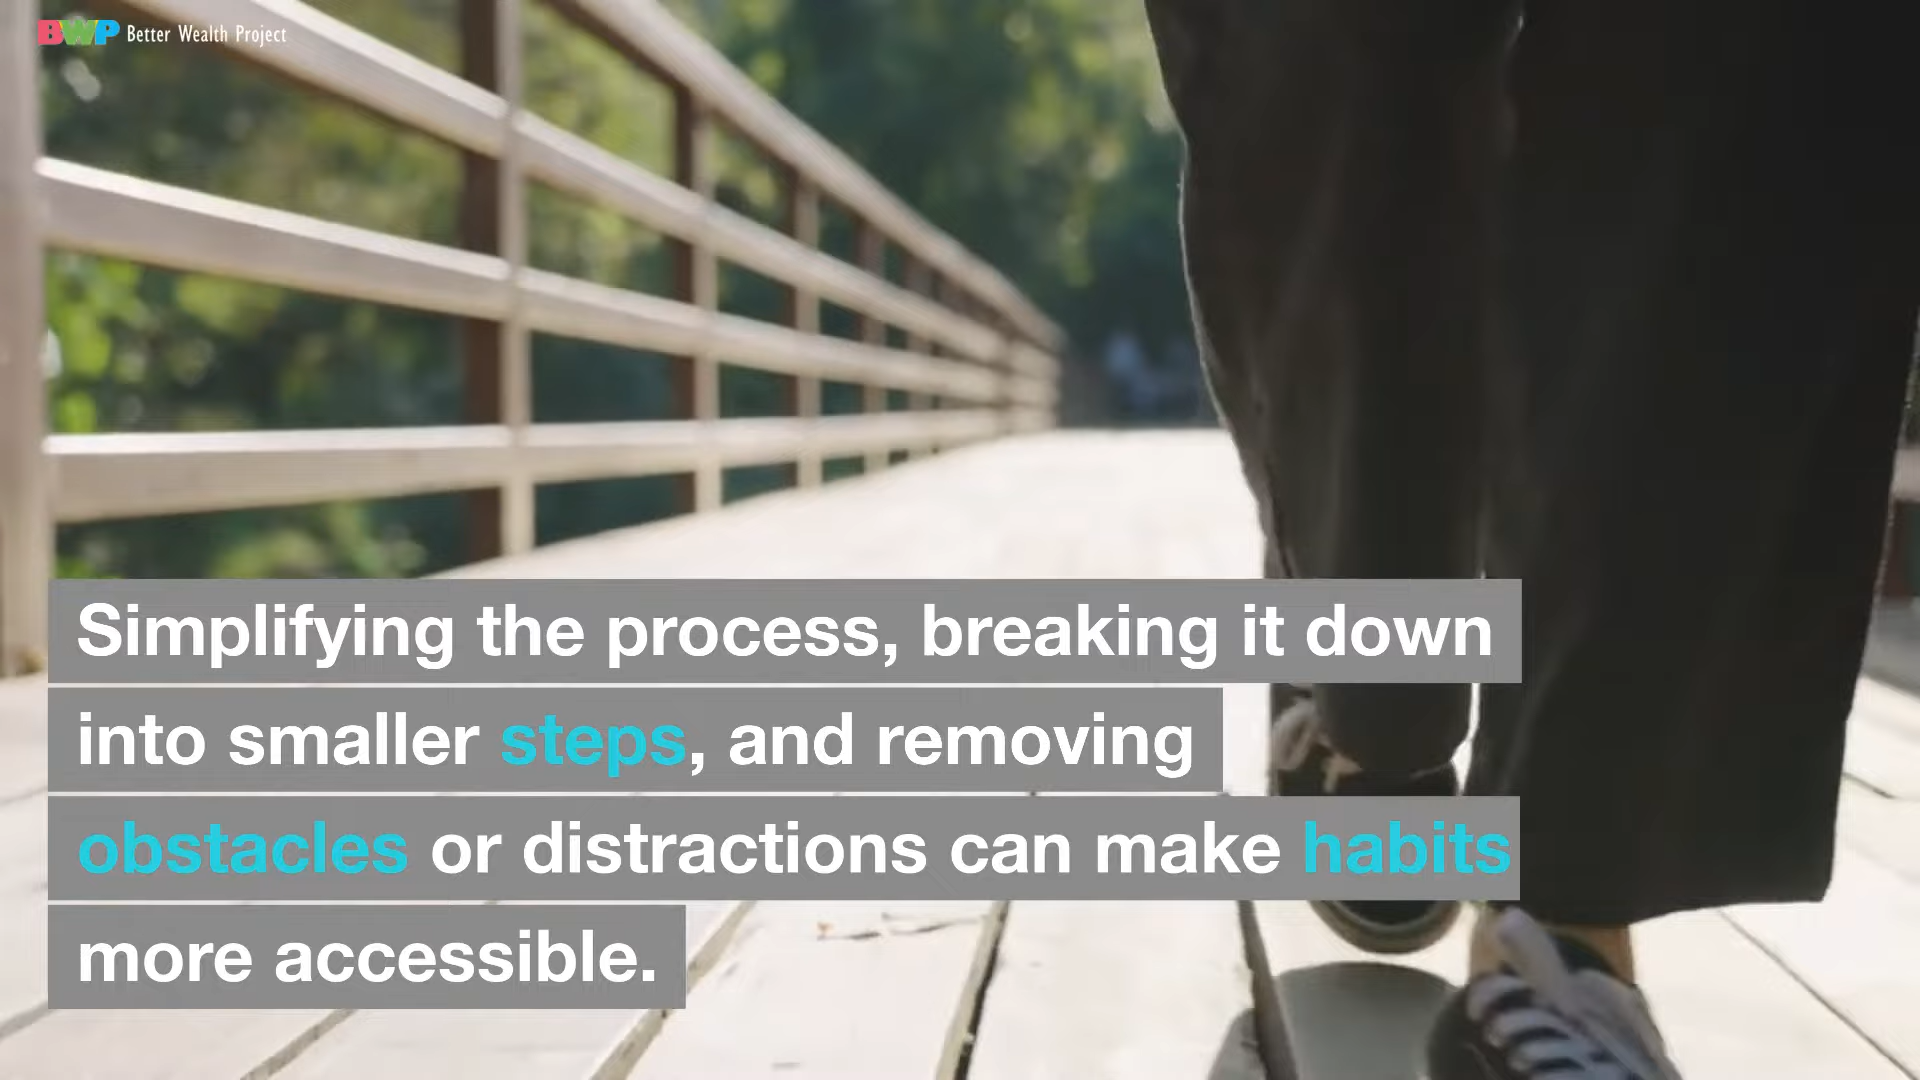 BWP Better Wealth Project
Simplifying the process, breaking it down
into smaller steps, and removing
obstacles or distractions can make habits
more accessible.